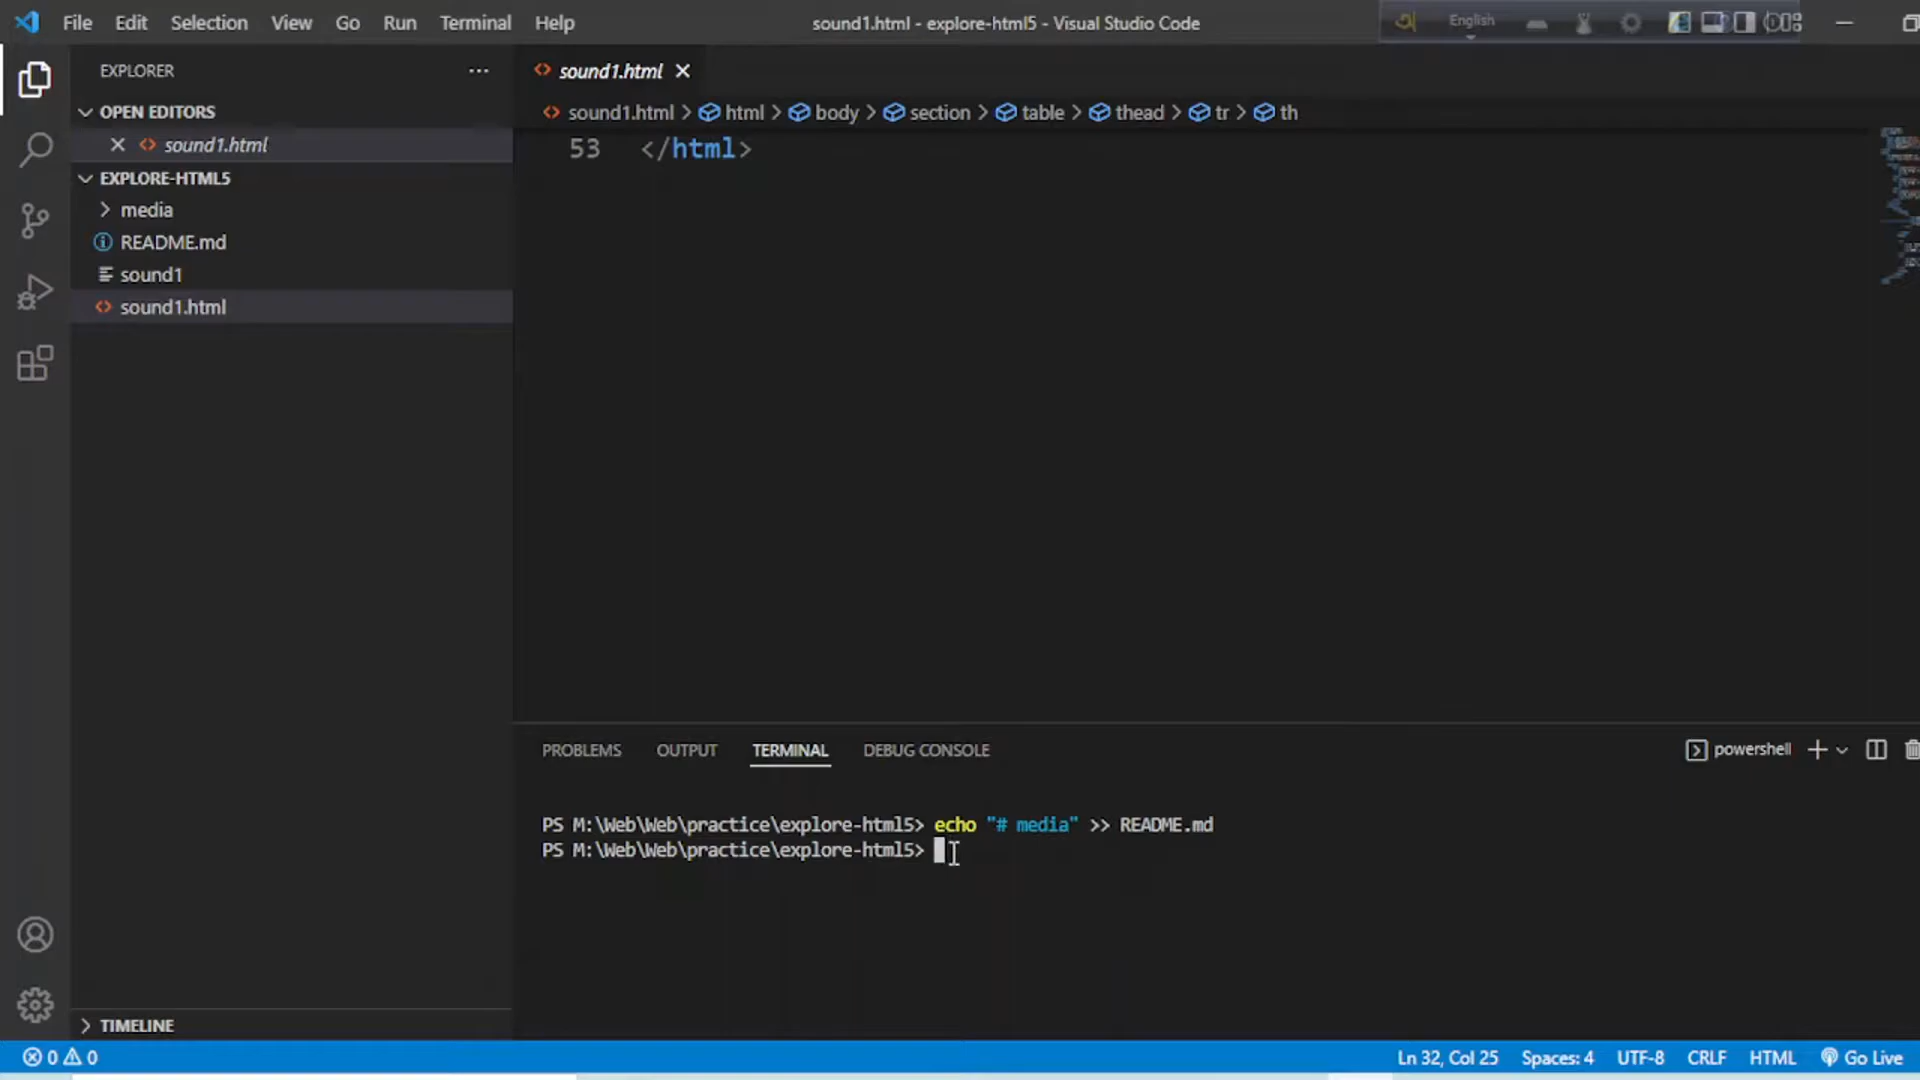 File Edit Selection View Go Run Terminal Help
sound1.html - explore-html5 - Visual Studio Code
English
EXPLORER
OPEN EDITORS
sound1.html
EXPLORE-HTML5
media
README.md
sound1
sound1.html
TIMELINE
sound1.html
sound1.html > html > body > section > table > thead > tr > th
53 </html>
PROBLEMS OUTPUT TERMINAL DEBUG CONSOLE
powershell
PS M:\Web\Web\practice\explore-html5> echo "# media" >> README.md
PS M:\Web\Web\practice\explore-html5>
0 0
Ln 32, Col 25 Spaces: 4 UTF-8 CRLF HTML Go Live